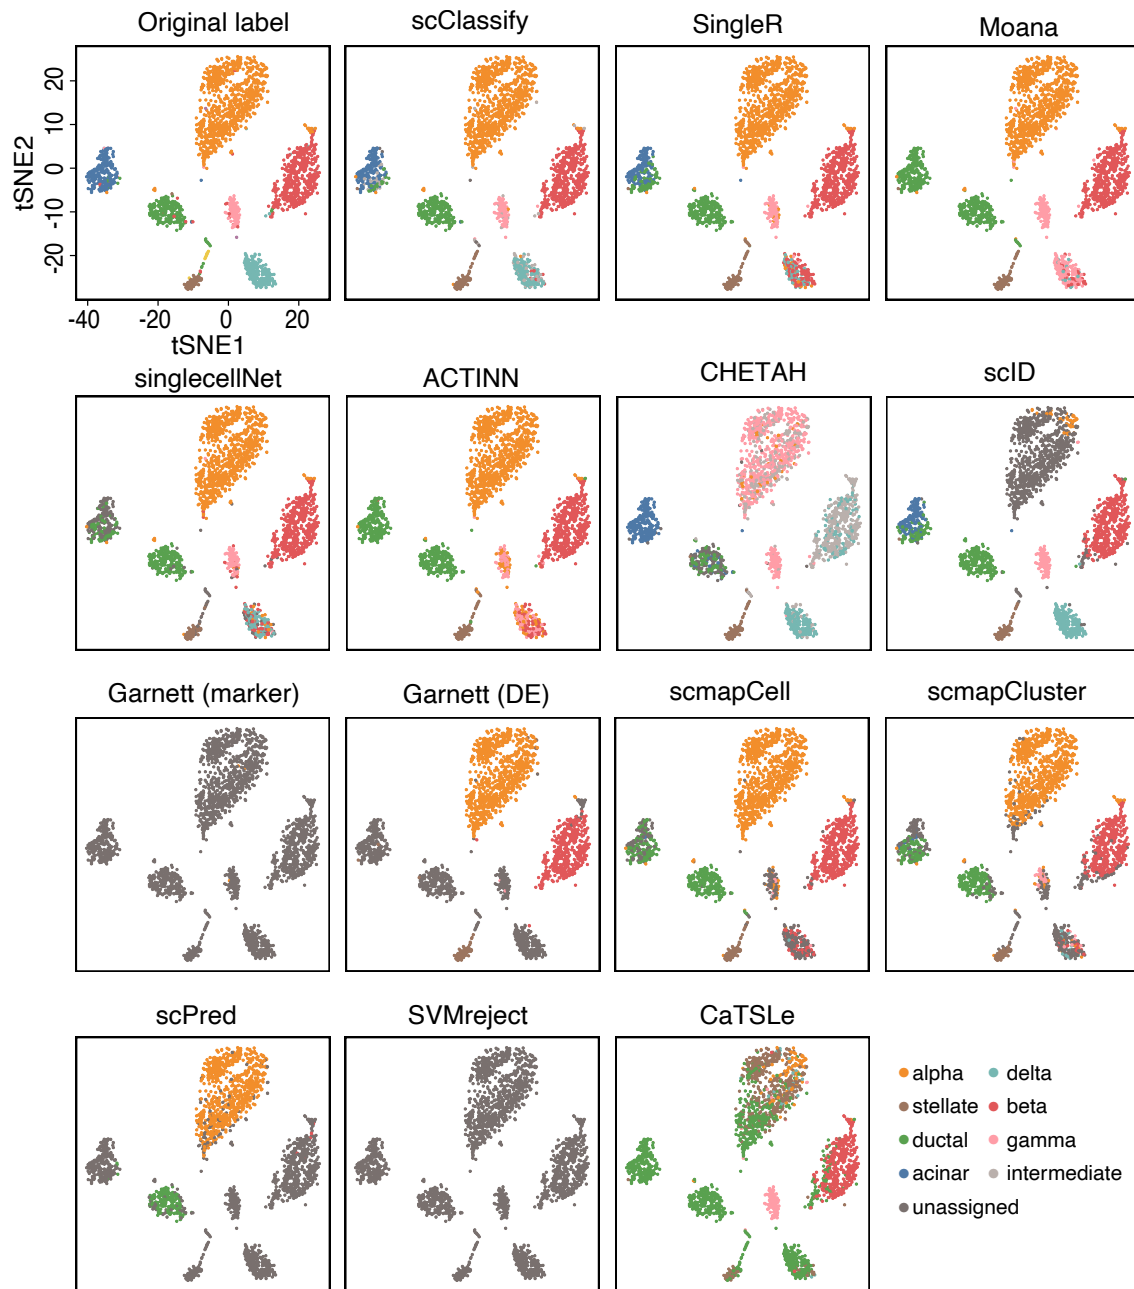 Original label
scClassify
SingleR
Moana
20
10
0
-10
-20
tSNE2
-40
-20
0
20
tSNE1
singlecellNet
ACTINN
CHETAH
scID
Garnett (marker)
Garnett (DE)
scmapCell
scmapCluster
scPred
SVMreject
CaTSLe
alpha
delta
stellate
beta
ductal
gamma
acinar
intermediate
unassigned